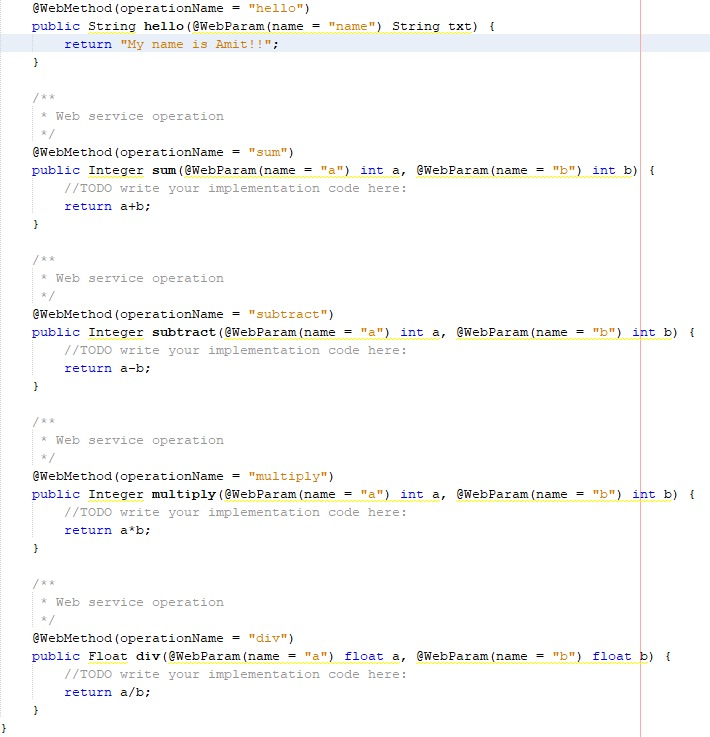 @WebMethod(operationName = "hello")
public String hello(@WebParam(name = "name") String txt) {
return "My name is Amit!!";
}
/**
* Web service operation
*/
@WebMethod(operationName = "sum")
public Integer sum(@WebParam(name = "a") int a, @WebParam(name = "b") int b) {
//TODO write your implementation code here:
return a+b;
}
/**
* Web service operation
*/
@WebMethod(operationName = "subtract")
public Integer subtract(@WebParam(name = "a") int a, @WebParam(name = "b") int b) {
//TODO write your implementation code here:
return a-b;
}
/**
* Web service operation
*/
@WebMethod(operationName = "multiply")
public Integer multiply(@WebParam(name = "a") int a, @WebParam(name = "b") int b) {
//TODO write your implementation code here:
return a*b;
}
/**
* Web service operation
*/
@WebMethod(operationName = "div")
public Float div(@WebParam(name = "a") float a, @WebParam(name = "b") float b) {
//TODO write your implementation code here:
return a/b;
}
}